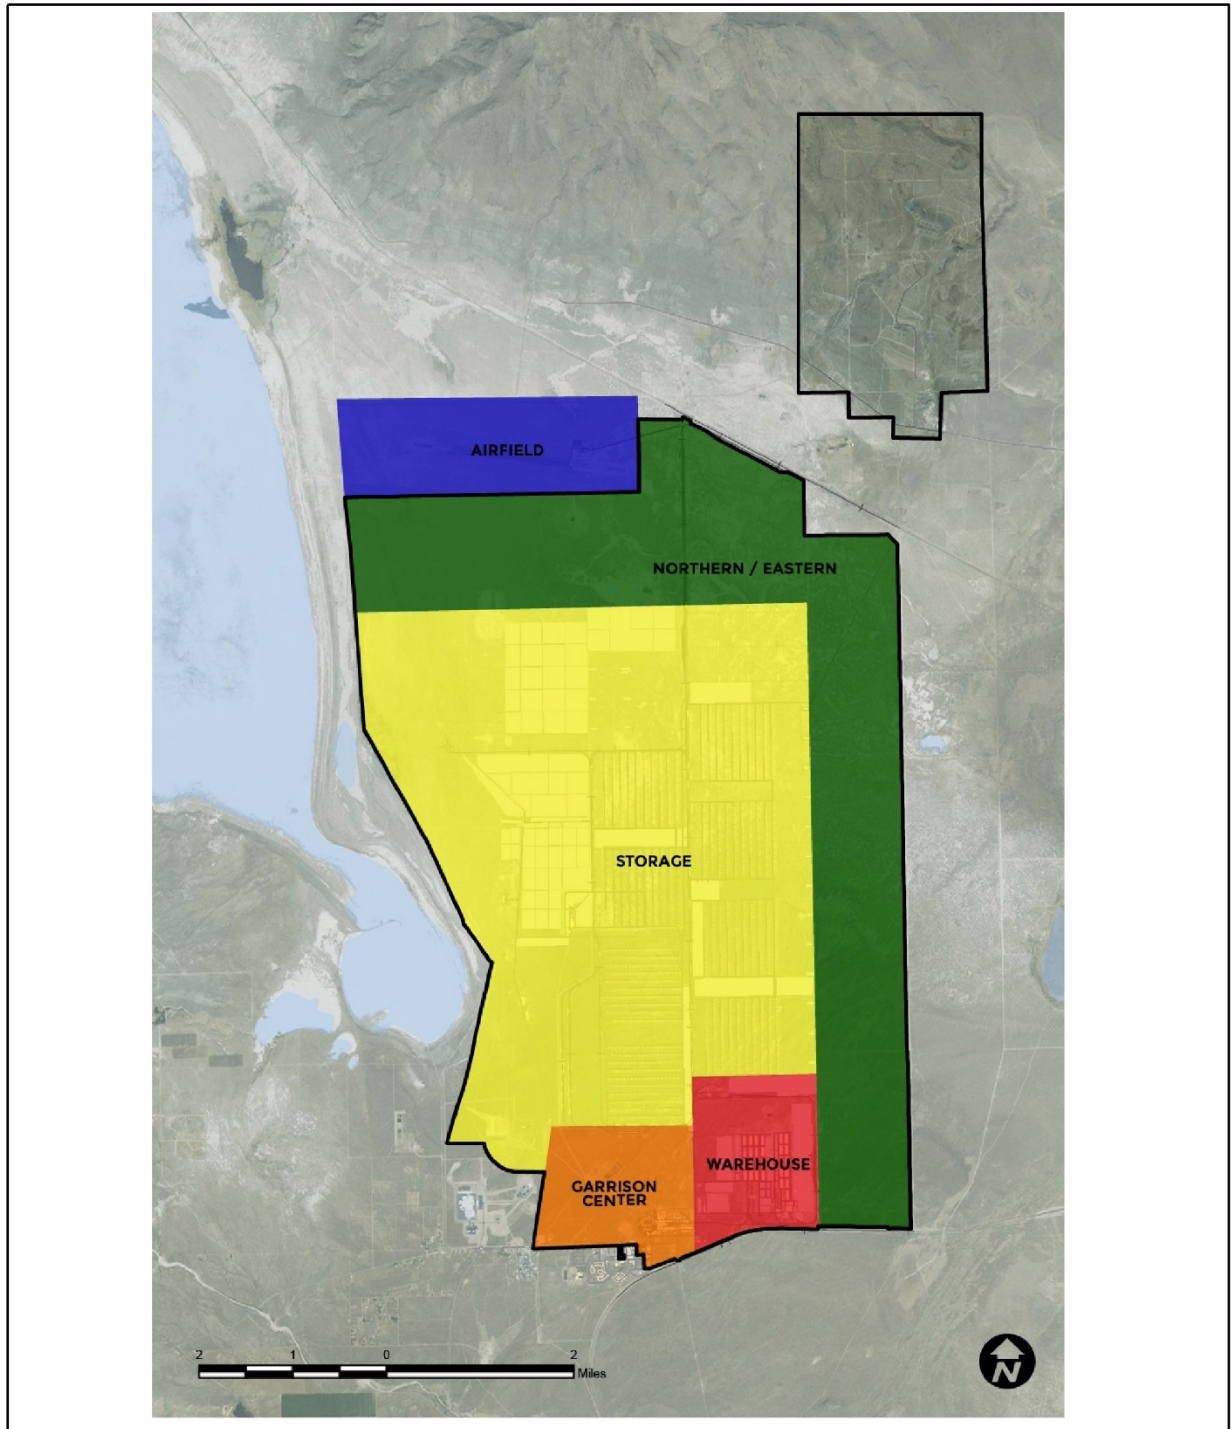 AIRFIELD
NORTHERN / EASTERN
STORAGE
WAREHOUSE
GARRISON
CENTER
2 1 0 2
Miles
N